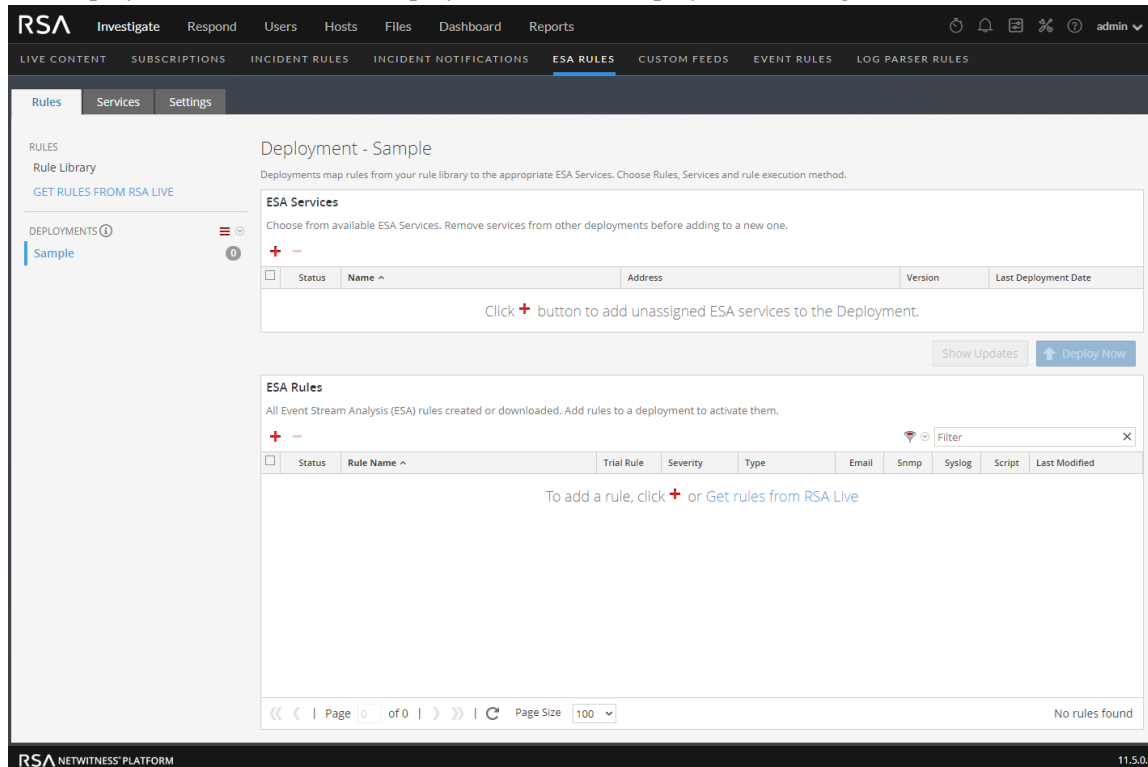 RSA Investigate Respond Users Hosts Files Dashboard Reports admin
LIVE CONTENT SUBSCRIPTIONS INCIDENT RULES INCIDENT NOTIFICATIONS ESA RULES CUSTOM FEEDS EVENT RULES LOG PARSER RULES
Rules Services Settings
RULES
Rule Library
GET RULES FROM RSA LIVE
DEPLOYMENTS
Sample 0
Deployment - Sample
Deployments map rules from your rule library to the appropriate ESA Services. Choose Rules, Services and rule execution method.
ESA Services
Choose from available ESA Services. Remove services from other deployments before adding to a new one.
Status Name Address Version Last Deployment Date
Click + button to add unassigned ESA services to the Deployment.
Show Updates Deploy Now
ESA Rules
All Event Stream Analysis (ESA) rules created or downloaded. Add rules to a deployment to activate them.
Filter
Status Rule Name Trial Rule Severity Type Email Snmp Syslog Script Last Modified
To add a rule, click + or Get rules from RSA Live
Page 0 of 0 Page Size 100 No rules found
RSA NETWITNESS® PLATFORM 11.5.0